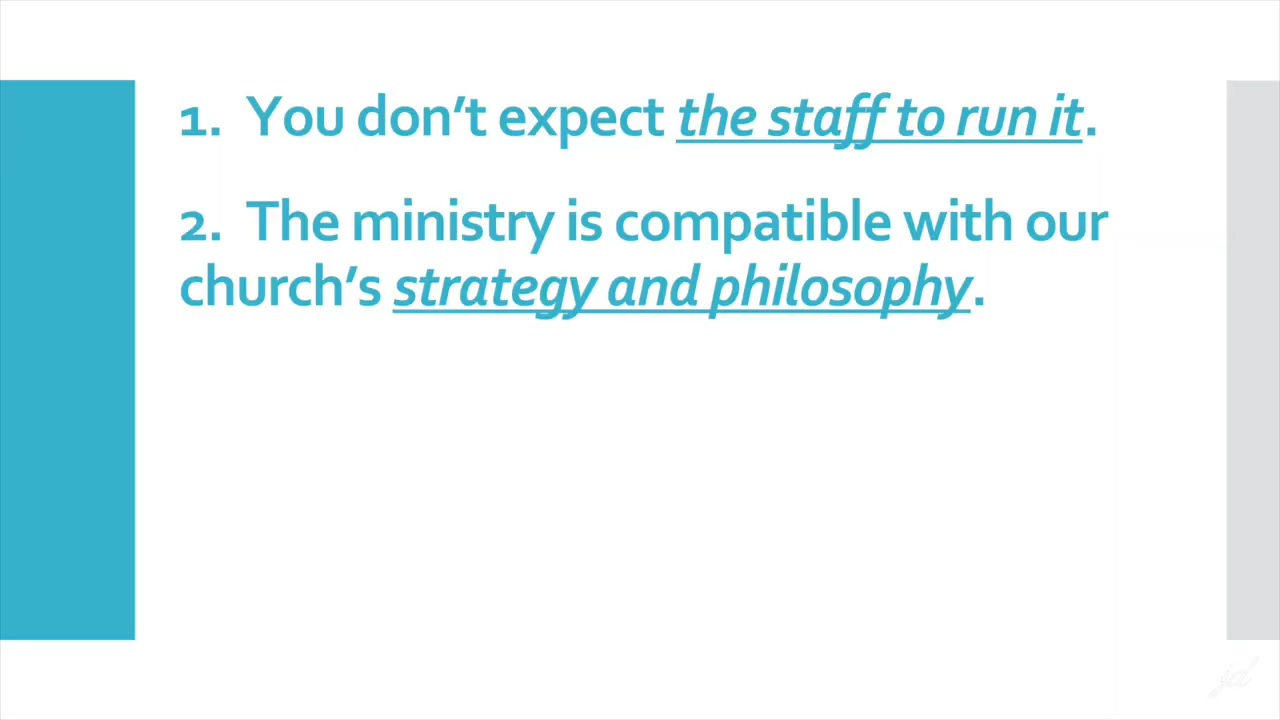 1. You don’t expect the staff to run it.
2. The ministry is compatible with our
church’s strategy and philosophy.
jd